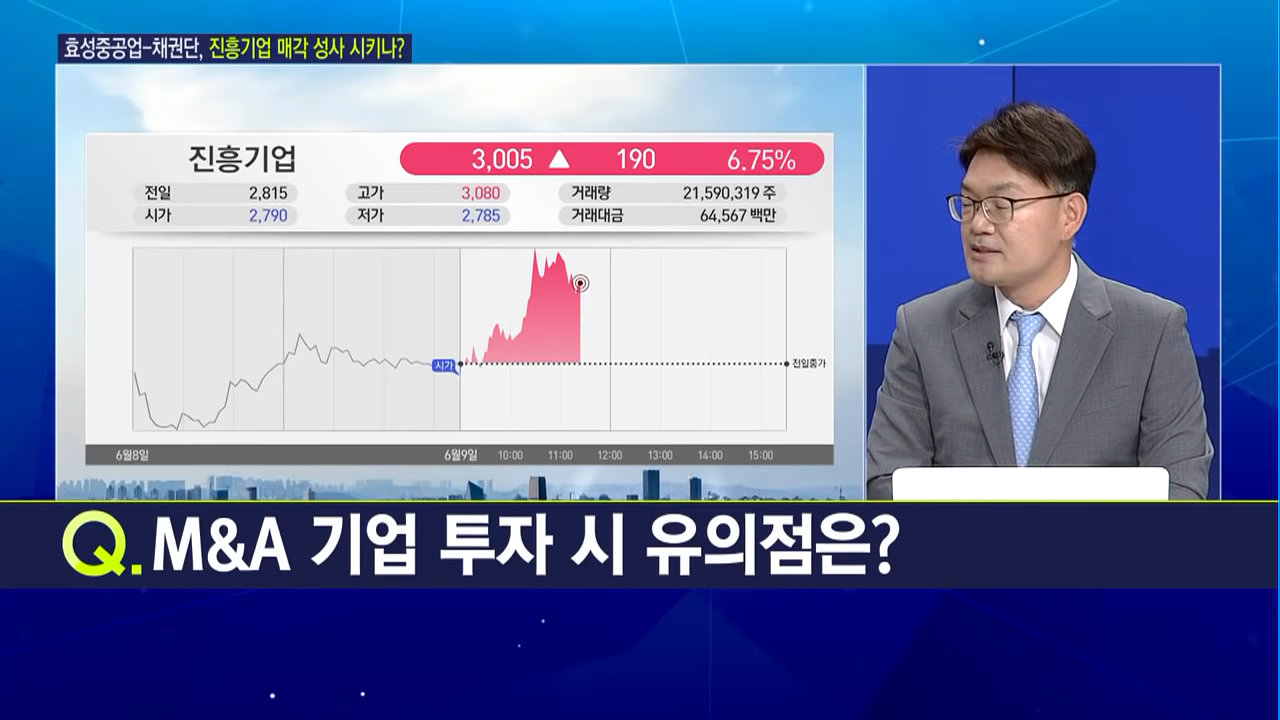 효성중공업-채권단, 진흥기업 매각 성사 시키나?
진흥기업 3,005 ▲ 190 6.75%
전일 2,815 고가 3,080 거래량 21,590,319 주
시가 2,790 저가 2,785 거래대금 64,567 백만
시가
전일종가
6월8일 6월9일 10:00 11:00 12:00 13:00 14:00 15:00
Q. M&A 기업 투자 시 유의점은?